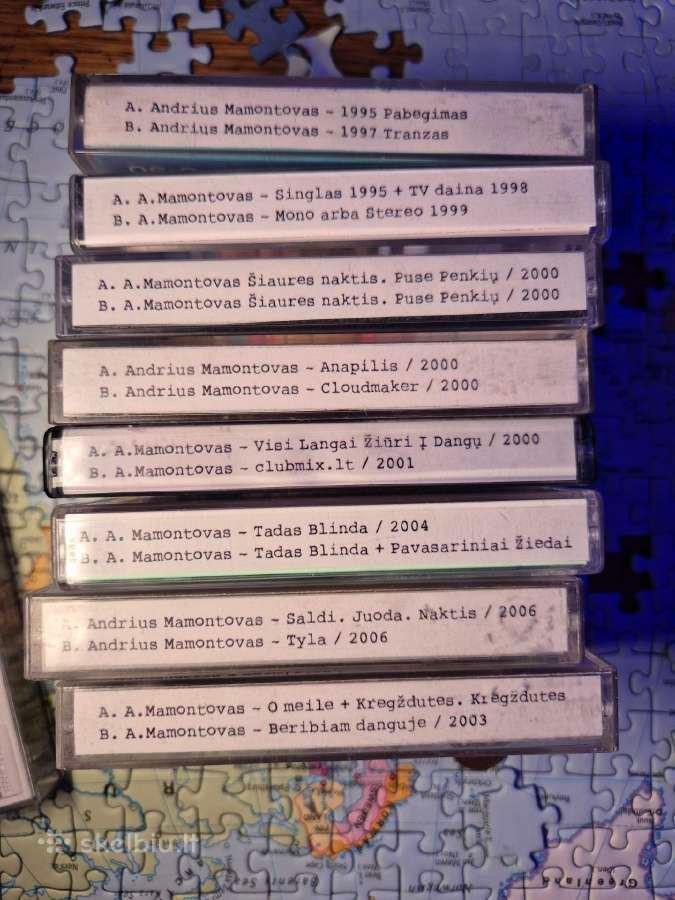 A. Andrius Mamontovas - 1995 Pabegimas
B. Andrius Mamontovas - 1997 Tranzas
A. A.Mamontovas - Singlas 1995 + TV daina 1998
B. A.Mamontovas - Mono arba Stereo 1999
A. A.Mamontovas Šiaures naktis. Puse Penkių / 2000
B. A.Mamontovas Šiaures naktis. Puse Penkių / 2000
A. Andrius Mamontovas - Anapilis / 2000
B. Andrius Mamontovas - Cloudmaker / 2000
A. A.Mamontovas - Visi Langai Žiūri Į Dangų / 2000
B. A.Mamontovas - clubmix.lt / 2001
A. A. Mamontovas - Tadas Blinda / 2004
B. A. Mamontovas - Tadas Blinda + Pavasariniai Žiedai
A. Andrius Mamontovas - Saldi. Juoda. Naktis / 2006
B. Andrius Mamontovas - Tyla / 2006
A. A.Mamontovas - O meile + Kregždutes. Kregždutes
B. A.Mamontovas - Beribiam danguje / 2003
skelbiu.lt
Greenland